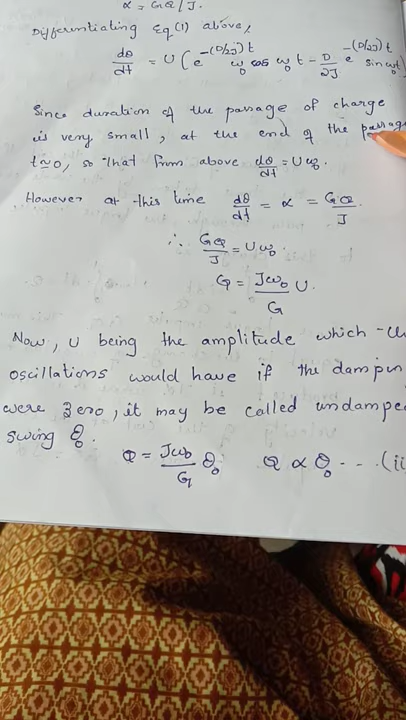 α = GQ/J.
Differentiating Eq(1) above,
dθ/dt = U ( e^-(D/2J)t ω₀ cos ω₀t - D/2J e^-(D/2J)t sin ω₀t )
Since duration of the passage of charge
is very small, at the end of the passage
t≈0, so that from above dθ/dt = Uω₀.
However at this time dθ/dt = α = GQ/J.
∴ GQ/J = Uω₀.
Q = Jω₀/G U.
Now, U being the amplitude which
oscillations would have if the dampin
were zero, it may be called undampe
swing θ₀.
Q = Jω₀/G θ₀ Q ∝ θ₀ --- (ii